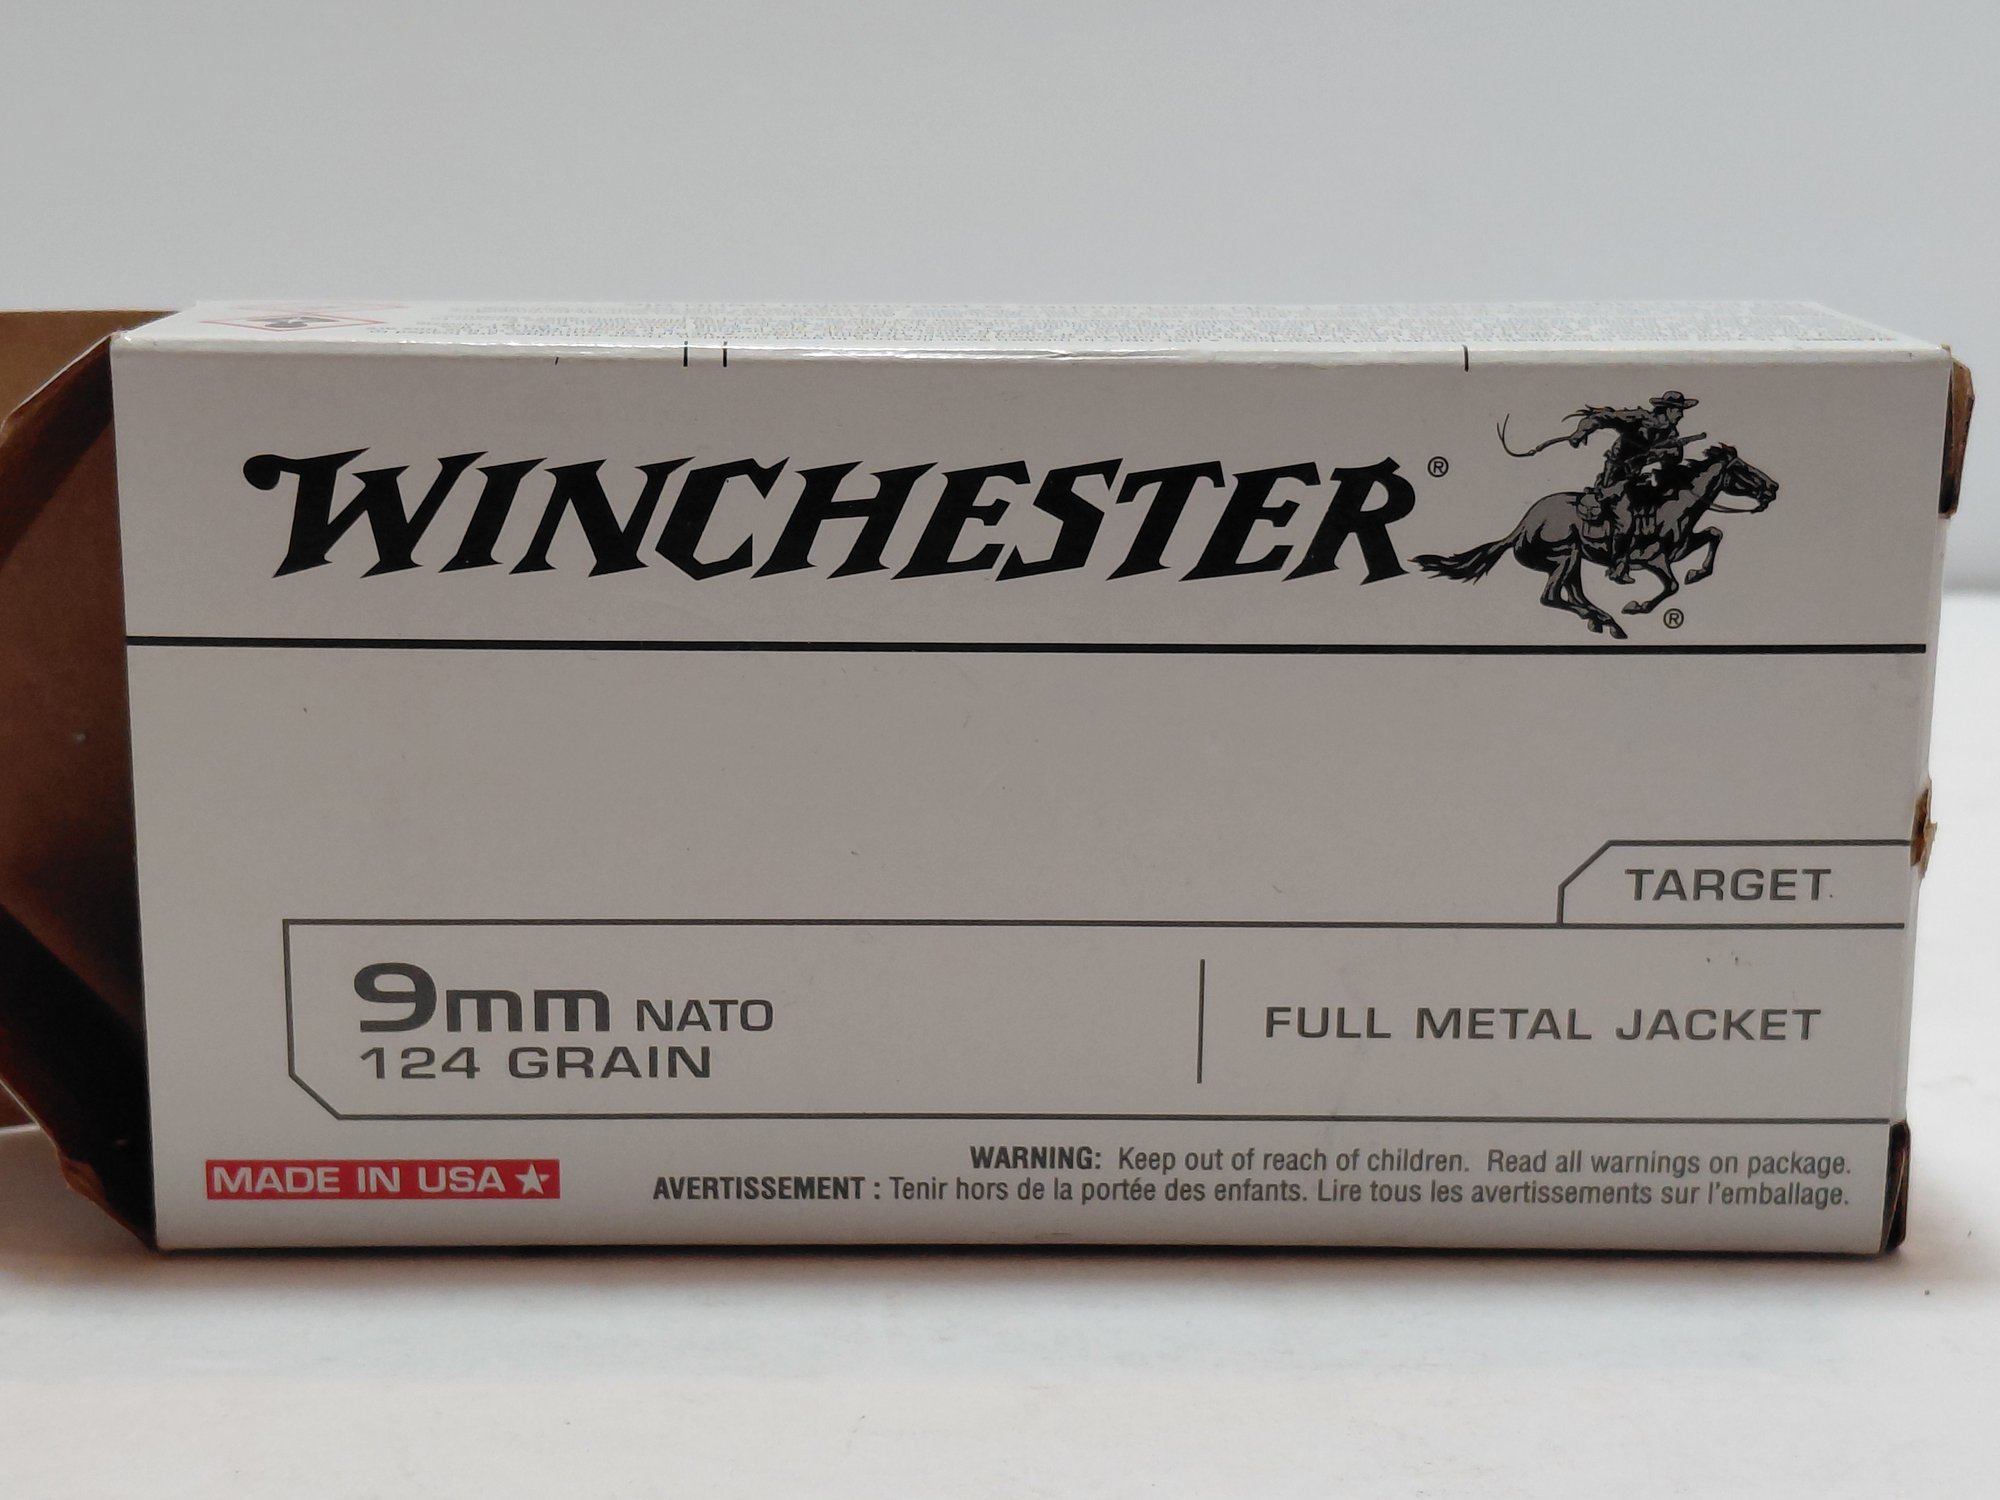 WINCHESTER®
®
TARGET
9mm NATO
124 GRAIN
FULL METAL JACKET
MADE IN USA
WARNING: Keep out of reach of children. Read all warnings on package.
AVERTISSEMENT : Tenir hors de la portée des enfants. Lire tous les avertissements sur l'emballage.